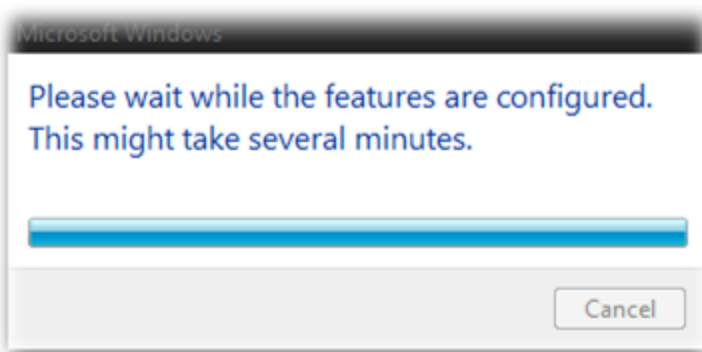 Microsoft Windows
Please wait while the features are configured.
This might take several minutes.
Cancel